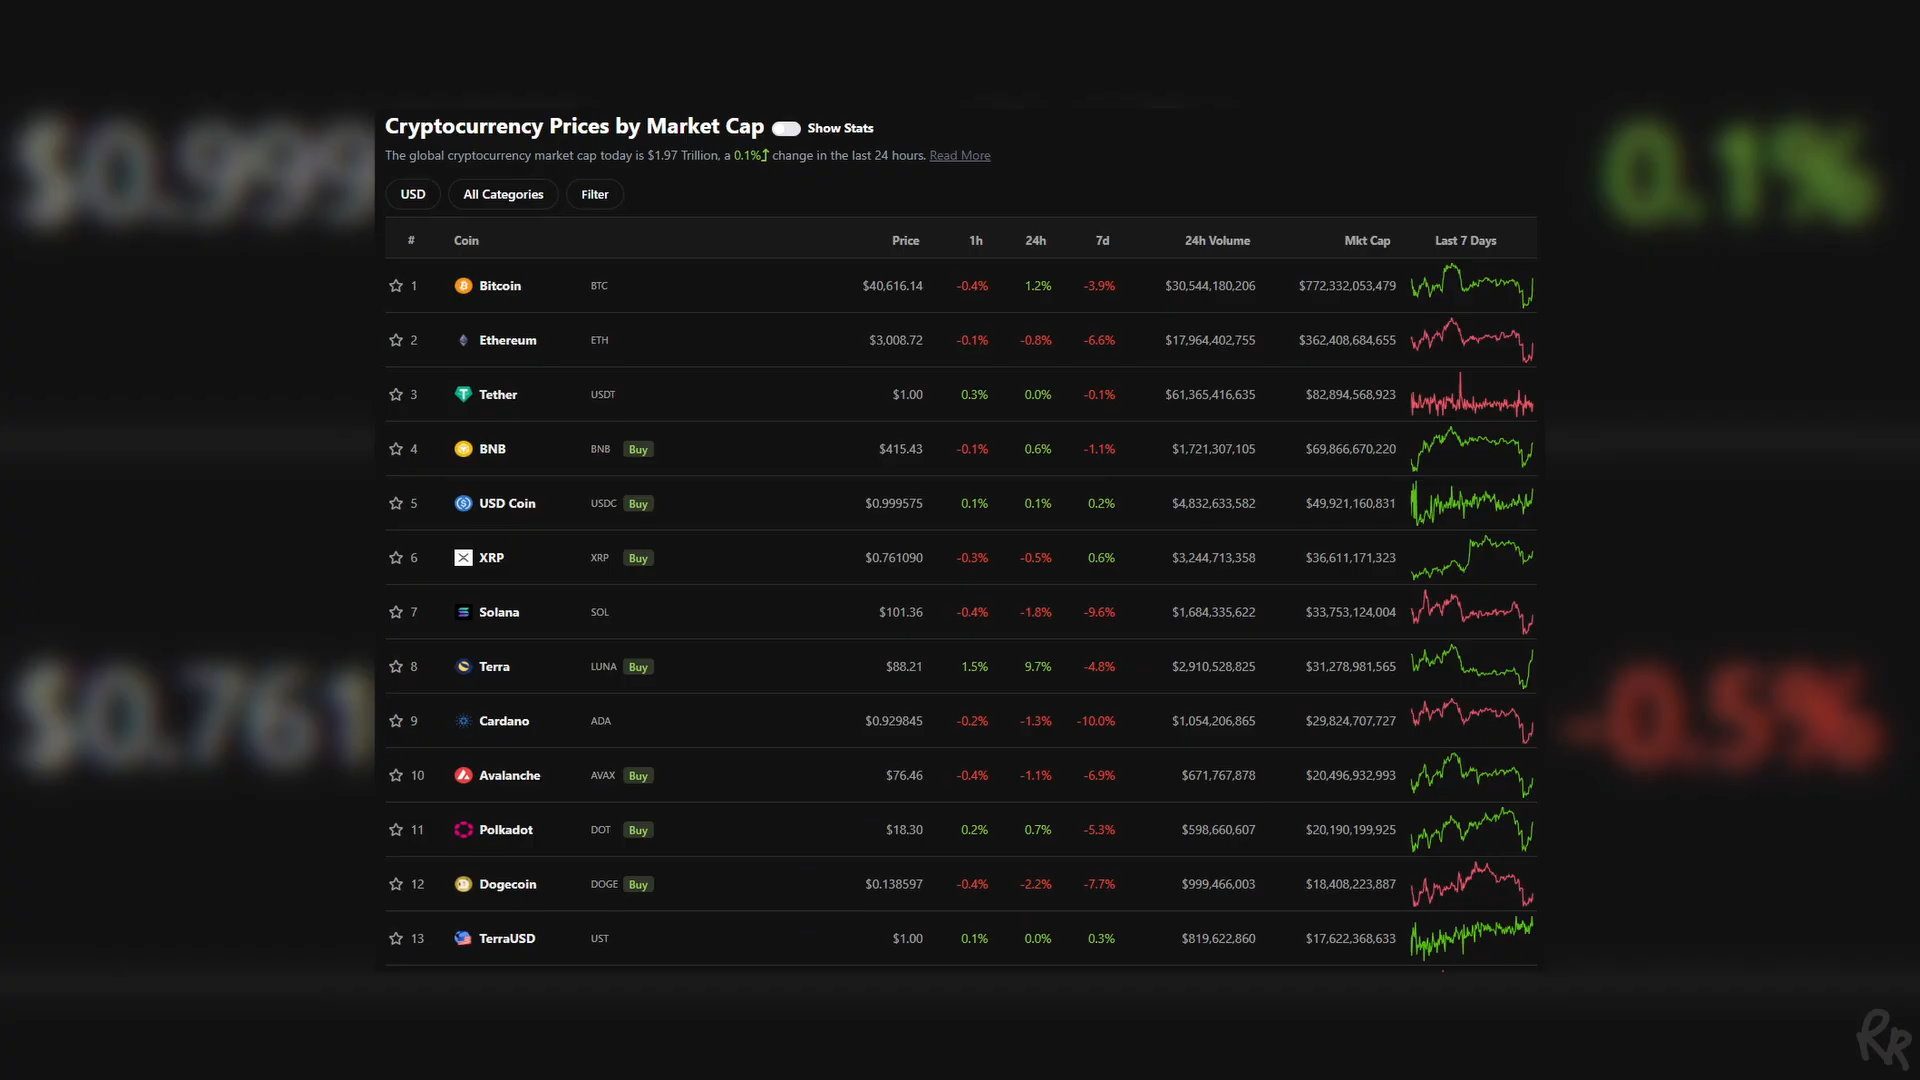 Cryptocurrency Prices by Market Cap Show Stats
The global cryptocurrency market cap today is $1.97 Trillion, a 0.1% change in the last 24 hours. Read More
USD All Categories Filter
# Coin Price 1h 24h 7d 24h Volume Mkt Cap Last 7 Days
1 Bitcoin BTC $40,616.14 -0.4% 1.2% -3.9% $30,544,180,206 $772,332,053,479
2 Ethereum ETH $3,008.72 -0.1% -0.8% -6.6% $17,964,402,755 $362,408,684,655
3 Tether USDT $1.00 0.3% 0.0% -0.1% $61,365,416,635 $82,894,568,923
4 BNB BNB Buy $415.43 -0.1% 0.6% -1.1% $1,721,307,105 $69,866,670,220
5 USD Coin USDC Buy $0.999575 0.1% 0.1% 0.2% $4,832,633,582 $49,921,160,831
6 XRP XRP Buy $0.761090 -0.3% -0.5% 0.6% $3,244,713,358 $36,611,171,323
7 Solana SOL $101.36 -0.4% -1.8% -9.6% $1,684,335,622 $33,753,124,004
8 Terra LUNA Buy $88.21 1.5% 9.7% -4.8% $2,910,528,825 $31,278,981,565
9 Cardano ADA $0.929845 -0.2% -1.3% -10.0% $1,054,206,865 $29,824,707,727
10 Avalanche AVAX Buy $76.46 -0.4% -1.1% -6.9% $671,767,878 $20,496,932,993
11 Polkadot DOT Buy $18.30 0.2% 0.7% -5.3% $598,660,607 $20,190,199,925
12 Dogecoin DOGE Buy $0.138597 -0.4% -2.2% -7.7% $999,466,003 $18,408,223,887
13 TerraUSD UST $1.00 0.1% 0.0% 0.3% $819,622,860 $17,622,368,633
$0.999
0.1%
$0.761
-0.5%
RR